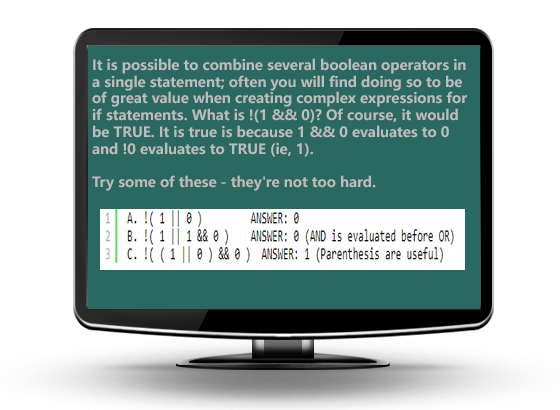 It is possible to combine several boolean operators in
a single statement; often you will find doing so to be
of great value when creating complex expressions for
if statements. What is !(1 && 0)? Of course, it would
be TRUE. It is true is because 1 && 0 evaluates to 0
and !0 evaluates to TRUE (ie, 1).
Try some of these - they're not too hard.
1 A. !( 1 || 0 ) ANSWER: 0
2 B. !( 1 || 1 && 0 ) ANSWER: 0 (AND is evaluated before OR)
3 C. !( ( 1 || 0 ) && 0 ) ANSWER: 1 (Parenthesis are useful)